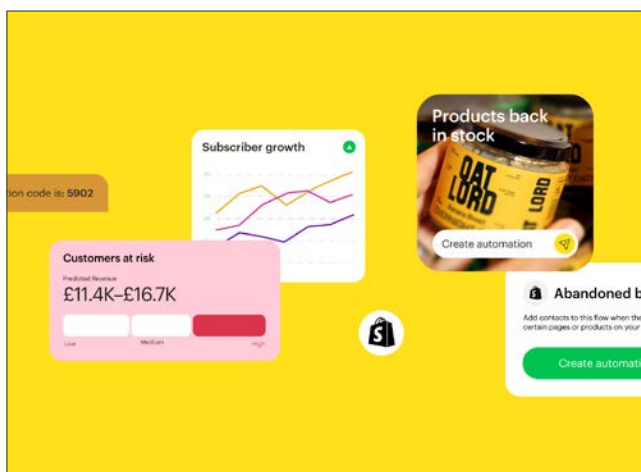 Products back
in stock
OAT
LORD
Create automation
Subscriber growth
tion code is: 5902
Customers at risk
Predicted Revenue
£11.4K–£16.7K
Low
Medium
High
Abandoned b
Add contacts to this flow when the
certain pages or products on your
Create automati